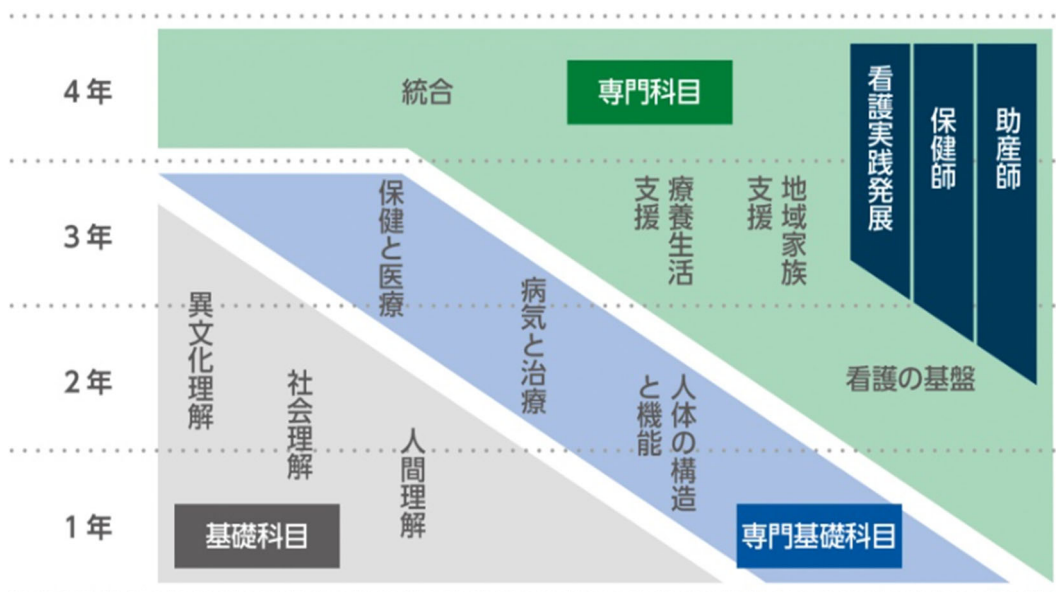 4年
統合
専門科目
看護実践発展
保健師
助産師
3年
保健と医療
療養生活
支援
地域家族
支援
異文化理解
病気と治療
2年
社会理解
人間理解
人体の構造
と機能
看護の基盤
1年
基礎科目
専門基礎科目